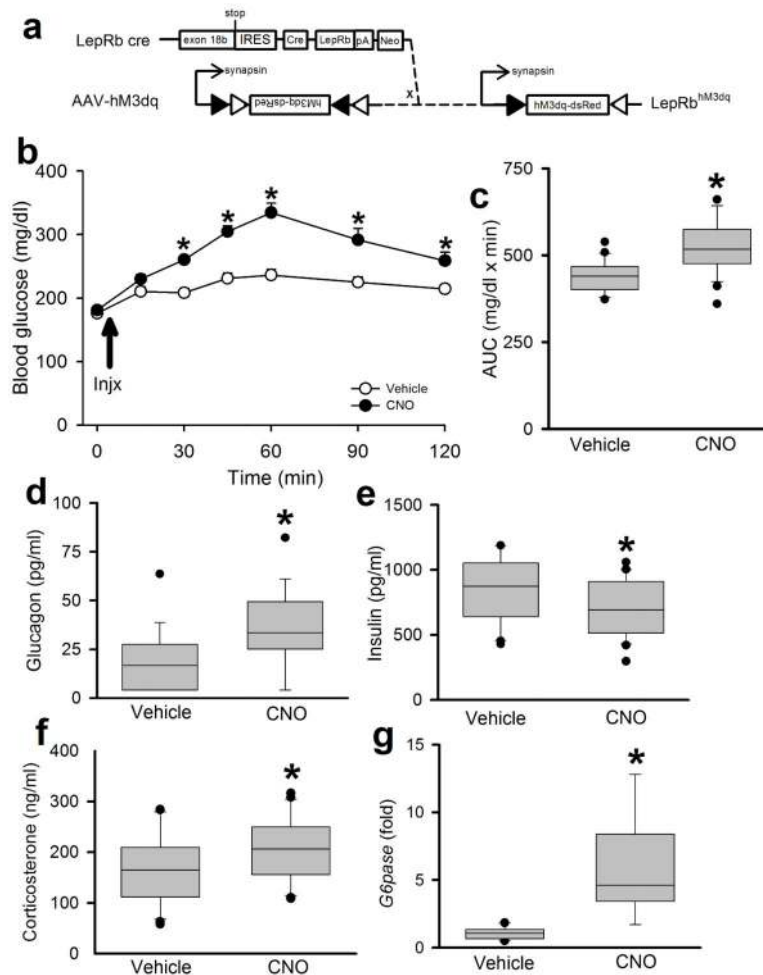 a
stop
LepRb cre
exon 18b IRES Cre LepRb pA Neo
synapsin
synapsin
AAV-hM3dq
hM3dq-dsRed
x
hM3dq-dsRed
LepRb^hM3dq
b
400
300
200
100
0
Blood glucose (mg/dl)
* * * * *
Injx
Vehicle
CNO
0 30 60 90 120
Time (min)
c
750
500
250
0
AUC (mg/dl x min)
*
Vehicle CNO
d
100
75
50
25
0
Glucagon (pg/ml)
*
Vehicle CNO
e
1500
1000
500
0
Insulin (pg/ml)
*
Vehicle CNO
f
400
300
200
100
0
Corticosterone (ng/ml)
*
Vehicle CNO
g
15
10
5
0
G6pase (fold)
*
Vehicle CNO